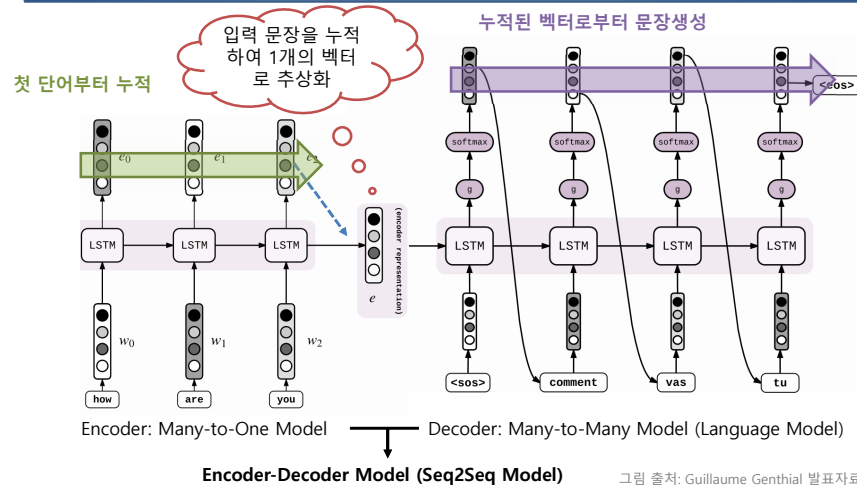 누적된 벡터로부터 문장생성
입력 문장을 누적
하여 1개의 벡터
로 추상화
첫 단어부터 누적
<eos>
softmax
softmax
softmax
softmax
g
g
g
g
e0
e1
e2
(encoder representation)
e
LSTM
LSTM
LSTM
LSTM
LSTM
LSTM
LSTM
w0
w1
w2
how
are
you
<sos>
comment
vas
tu
Encoder: Many-to-One Model
Decoder: Many-to-Many Model (Language Model)
Encoder-Decoder Model (Seq2Seq Model)
그림 출처: Guillaume Genthial 발표자료